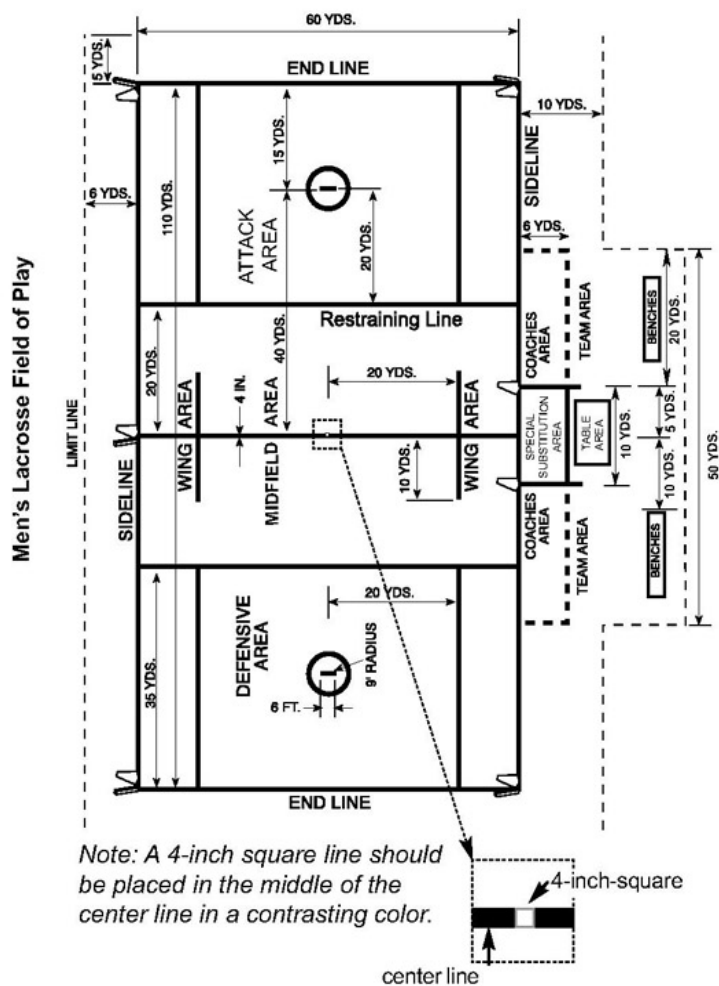 Men's Lacrosse Field of Play
60 YDS.
5 YDS.
END LINE
10 YDS.
15 YDS.
SIDELINE
6 YDS.
110 YDS.
ATTACK
AREA
20 YDS.
40 YDS.
6 YDS.
Restraining Line
20 YDS.
4 IN.
20 YDS.
LIMIT LINE
SIDELINE
WING
AREA
MIDFIELD
AREA
WING
AREA
10 YDS.
COACHES
AREA
TEAM AREA
BENCHES
20 YDS.
SPECIAL
SUBSTITUTION
AREA
TABLE
AREA
10 YDS.
5 YDS.
10 YDS.
50 YDS.
COACHES
AREA
TEAM AREA
BENCHES
35 YDS.
DEFENSIVE
AREA
20 YDS.
9' RADIUS
6 FT.
END LINE
Note: A 4-inch square line should
be placed in the middle of the
center line in a contrasting color.
4-inch-square
center line